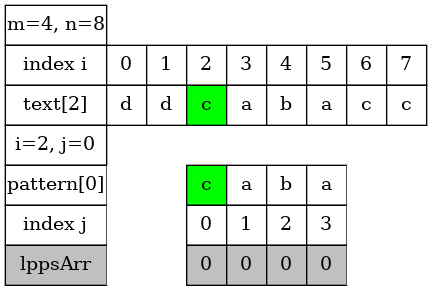 m=4, n=8
index i 0 1 2 3 4 5 6 7
text[2] d d c a b a c c
i=2, j=0
pattern[0] c a b a
index j 0 1 2 3
lppsArr 0 0 0 0